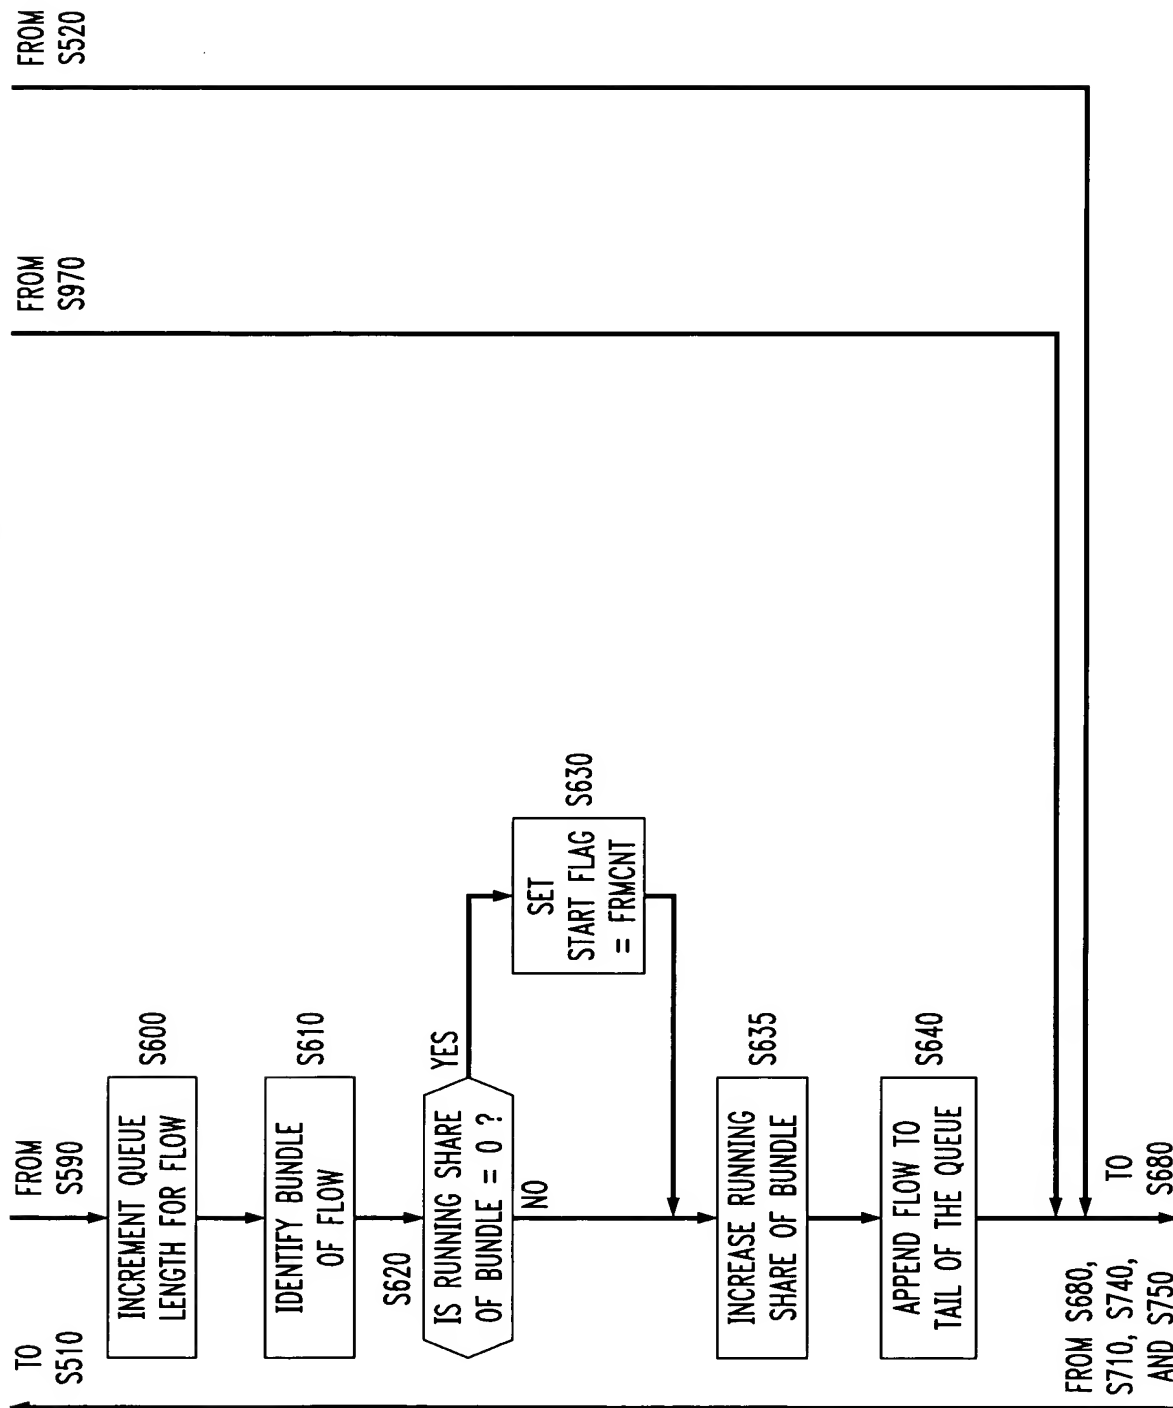 TO
S510
FROM
S590
FROM
S970
FROM
S520
INCREMENT QUEUE
LENGTH FOR FLOW
S600
IDENTIFY BUNDLE
OF FLOW
S610
S620
IS RUNNING SHARE
OF BUNDLE = 0 ?
YES
NO
SET
START FLAG
= FRMCNT
S630
INCREASE RUNNING
SHARE OF BUNDLE
S635
APPEND FLOW TO
TAIL OF THE QUEUE
S640
FROM S680,
S710, S740,
AND S750
TO
S680